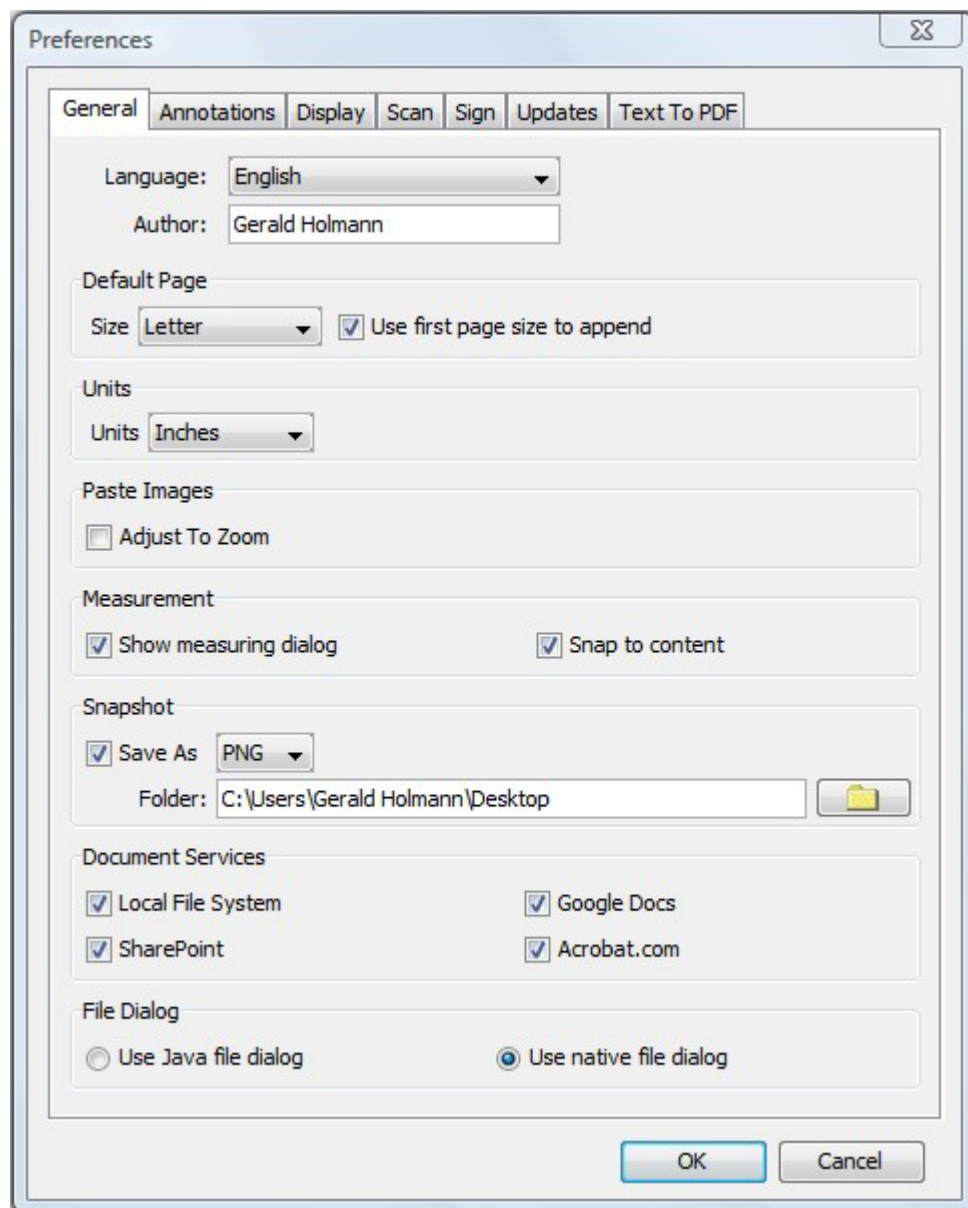 Preferences
General Annotations Display Scan Sign Updates Text To PDF
Language: English
Author: Gerald Holmann
Default Page
Size Letter Use first page size to append
Units
Units Inches
Paste Images
Adjust To Zoom
Measurement
Show measuring dialog Snap to content
Snapshot
Save As PNG
Folder: C:\Users\Gerald Holmann\Desktop
Document Services
Local File System Google Docs
SharePoint Acrobat.com
File Dialog
Use Java file dialog Use native file dialog
OK Cancel